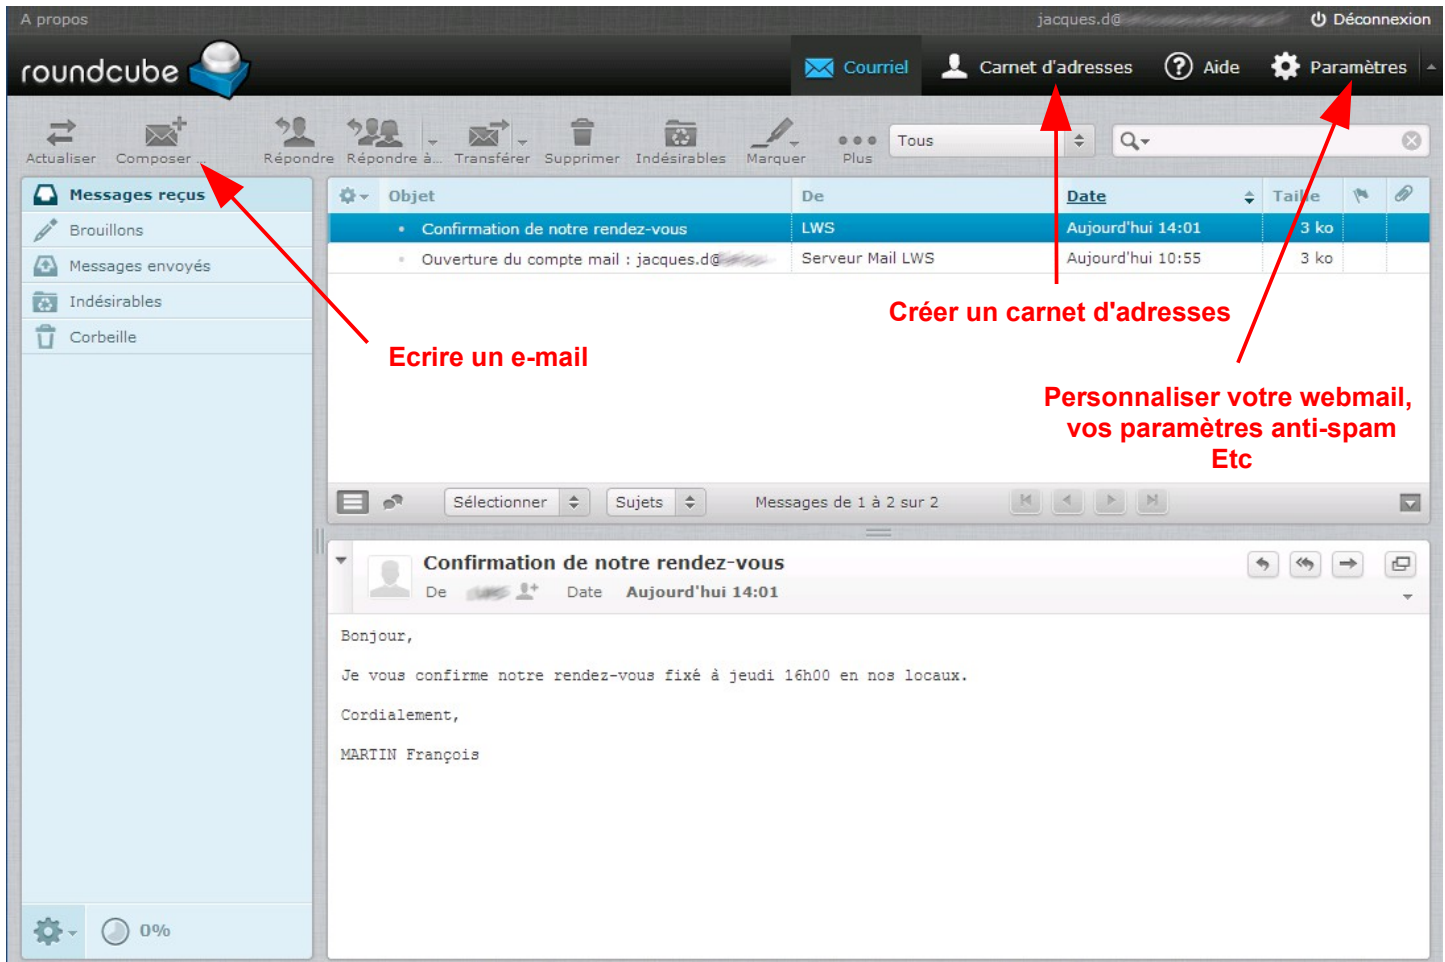 A propos
jacques.d@
Déconnexion
roundcube
Courriel
Carnet d'adresses
Aide
Paramètres
Actualiser
Composer ...
Répondre
Répondre à...
Transférer
Supprimer
Indésirables
Marquer
Plus
Tous
Messages reçus
Brouillons
Messages envoyés
Indésirables
Corbeille
Objet De Date Taille
Confirmation de notre rendez-vous LWS Aujourd'hui 14:01 3 ko
Ouverture du compte mail : jacques.d@ Serveur Mail LWS Aujourd'hui 10:55 3 ko
Créer un carnet d'adresses
Ecrire un e-mail
Personnaliser votre webmail,
vos paramètres anti-spam
Etc
Sélectionner Sujets Messages de 1 à 2 sur 2
Confirmation de notre rendez-vous
De Date Aujourd'hui 14:01
Bonjour,
Je vous confirme notre rendez-vous fixé à jeudi 16h00 en nos locaux.
Cordialement,
MARTIN François
0%